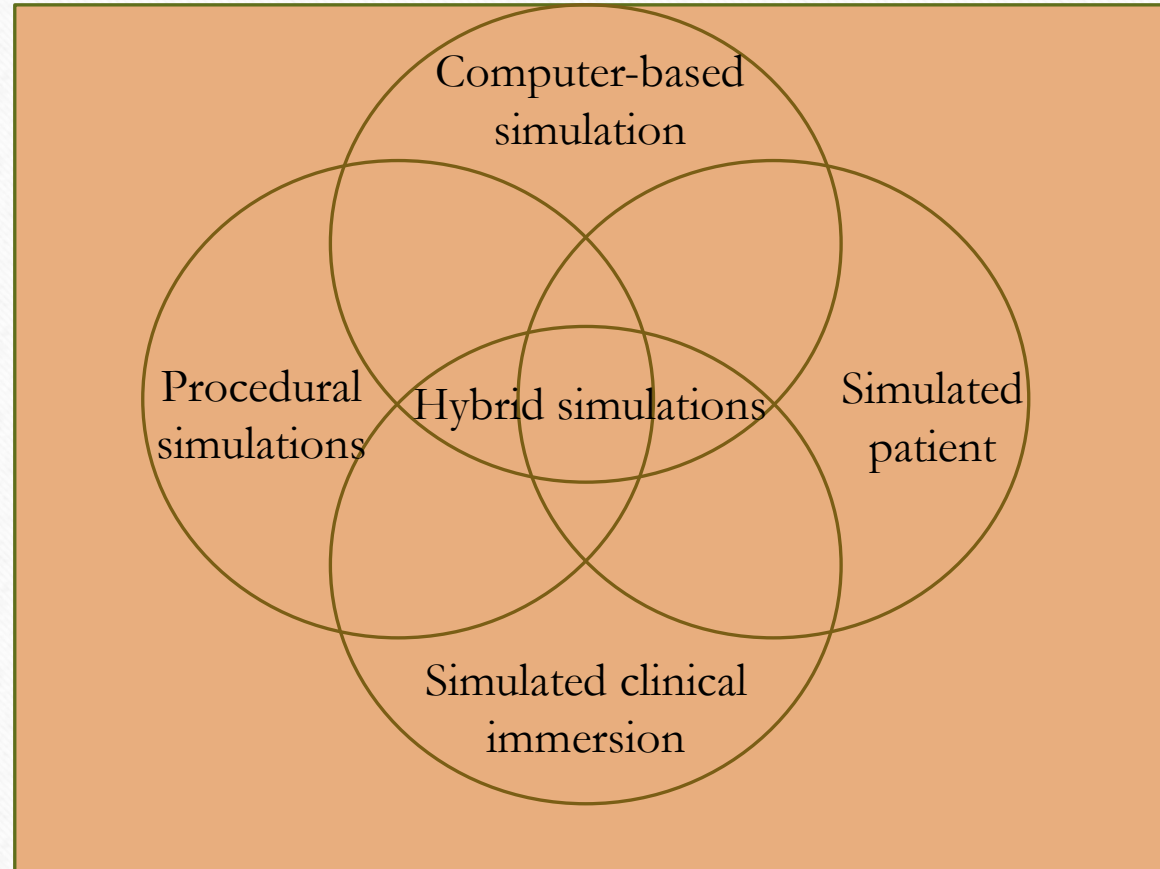 Computer-based
simulation
Procedural
simulations
Hybrid simulations
Simulated
patient
Simulated clinical
immersion